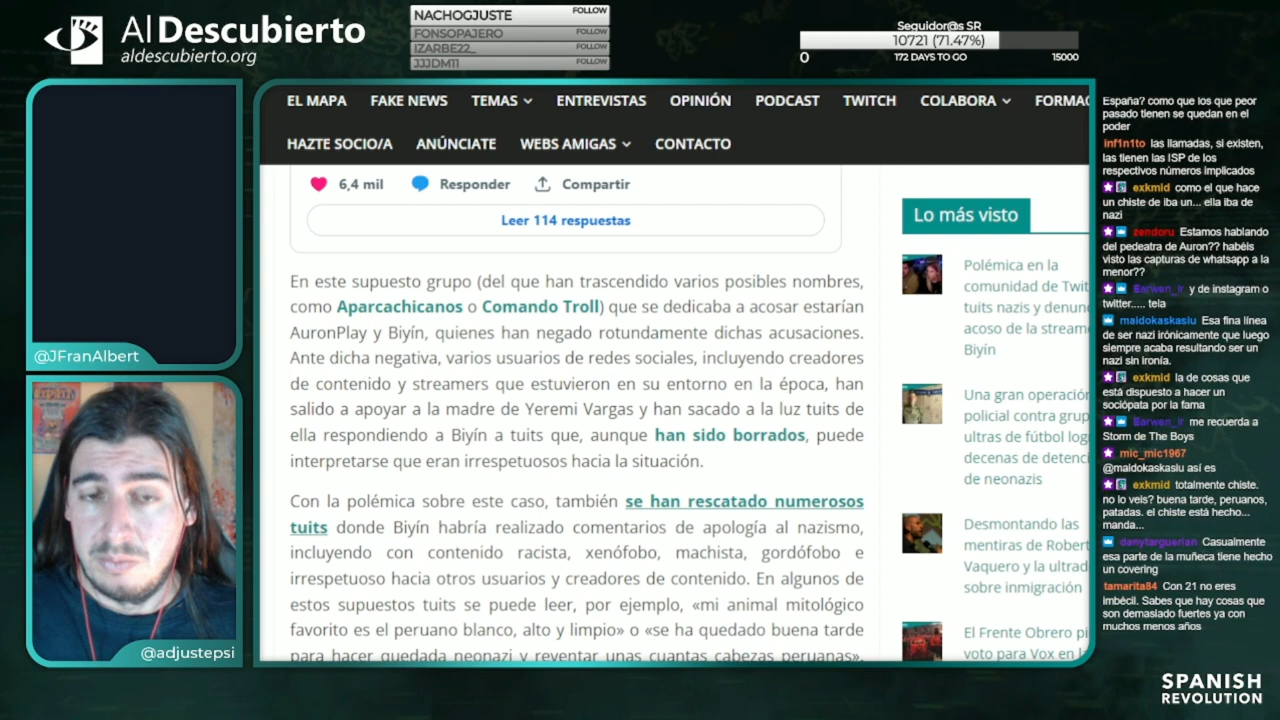 Al Descubierto
aldescubierto.org
NACHOGJUSTE FOLLOW
FONSOPAJERO FOLLOW
IZARBE22_ FOLLOW
JJJDM11 FOLLOW
Seguidor@s SR
10721 (71.47%)
0 172 DAYS TO GO 15000
EL MAPA FAKE NEWS TEMAS ENTREVISTAS OPINIÓN PODCAST TWITCH COLABORA FORMAC
HAZTE SOCIO/A ANÚNCIATE WEBS AMIGAS CONTACTO
6,4 mil Responder Compartir
Leer 114 respuestas
En este supuesto grupo (del que han trascendido varios posibles nombres,
como Aparcachicanos o Comando Troll) que se dedicaba a acosar estarían
AuronPlay y Biyín, quienes han negado rotundamente dichas acusaciones.
Ante dicha negativa, varios usuarios de redes sociales, incluyendo creadores
de contenido y streamers que estuvieron en su entorno en la época, han
salido a apoyar a la madre de Yeremi Vargas y han sacado a la luz tuits de
ella respondiendo a Biyín a tuits que, aunque han sido borrados, puede
interpretarse que eran irrespetuosos hacia la situación.
Con la polémica sobre este caso, también se han rescatado numerosos
tuits donde Biyín habría realizado comentarios de apología al nazismo,
incluyendo con contenido racista, xenófobo, machista, gordófobo e
irrespetuoso hacia otros usuarios y creadores de contenido. En algunos de
estos supuestos tuits se puede leer, por ejemplo, «mi animal mitológico
favorito es el peruano blanco, alto y limpio» o «se ha quedado buena tarde
para hacer quedada neonazi y reventar unas cuantas cabezas peruanas».
Lo más visto
Polémica en la
comunidad de Twit
tuits nazis y denunc
acoso de la streame
Biyín
Una gran operación
policial contra grup
ultras de fútbol log
decenas de detenci
de neonazis
Desmontando las
mentiras de Robert
Vaquero y la ultrad
sobre inmigración
El Frente Obrero pi
voto para Vox en la
@JFranAlbert
@adjustepsi
España? como que los que peor
pasado tienen se quedan en el
poder
inf1n1to las llamadas, si existen,
las tienen las ISP de los
respectivos números implicados
exkmid como el que hace
un chiste de iba un... ella iba de
nazi
zendoru Estamos hablando
del pedeatra de Auron?? habéis
visto las capturas de whatsapp a la
menor??
Earwen_ir y de instagram o
twitter..... tela
maidokaskasiu Esa fina línea
de ser nazi irónicamente que luego
siempre acaba resultando ser un
nazi sin ironía.
exkmid la de cosas que
está dispuesto a hacer un
sociópata por la fama
Earwen_ir me recuerda a
Storm de The Boys
mic_mic1967
@maidokaskasiu así es
exkmid totalmente chiste.
no lo veis? buena tarde, peruanos,
patadas. el chiste está hecho...
manda...
danytarguerian Casualmente
esa parte de la muñeca tiene hecho
un covering
tamarita84 Con 21 no eres
imbécil. Sabes que hay cosas que
son demasiado fuertes ya con
muchos menos años
SPANISH
REVOLUTION